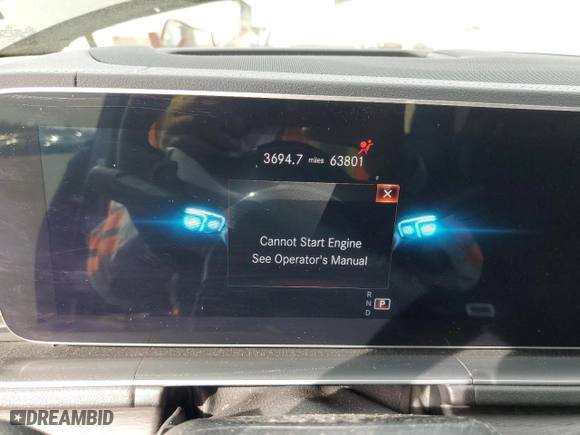 3694.7 miles 63801
Cannot Start Engine
See Operator's Manual
R
N P
D
DREAMBID